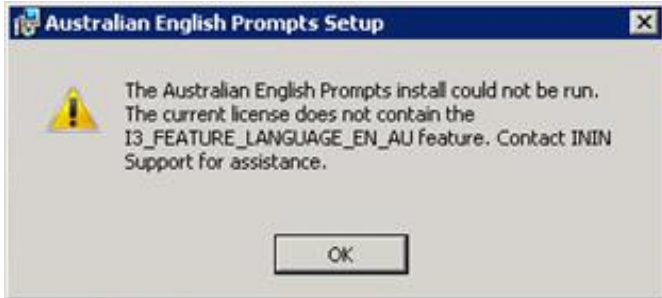 Australian English Prompts Setup
The Australian English Prompts install could not be run.
The current license does not contain the
I3_FEATURE_LANGUAGE_EN_AU feature. Contact ININ
Support for assistance.
OK